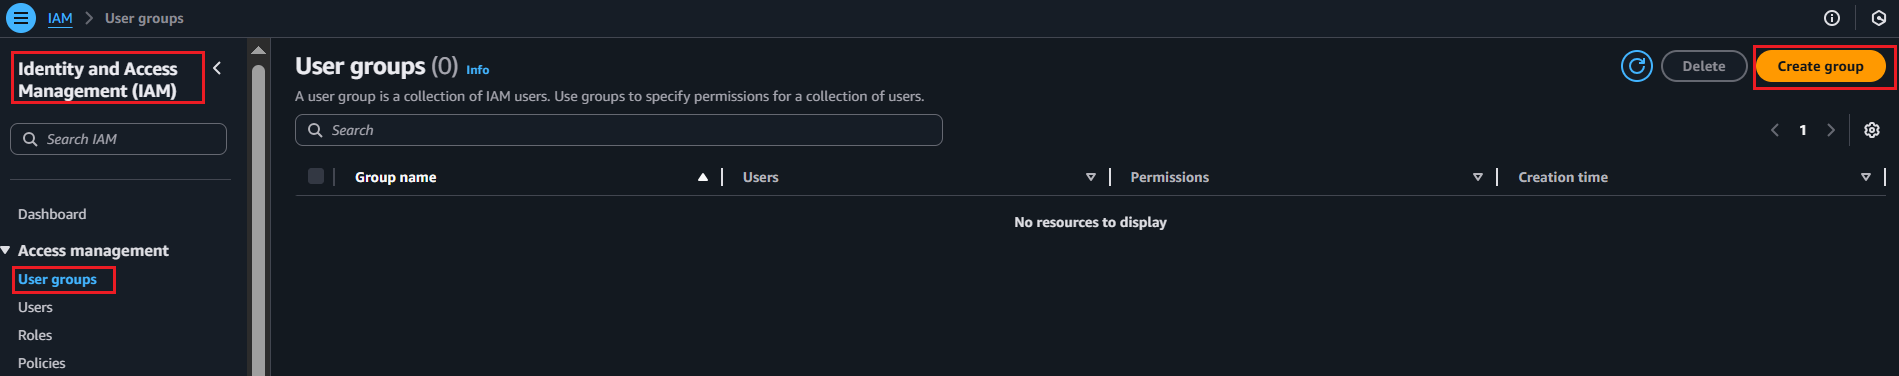 IAM > User groups
Identity and Access
Management (IAM)
Search IAM
Dashboard
Access management
User groups
Users
Roles
Policies
User groups (0) Info
Delete
Create group
A user group is a collection of IAM users. Use groups to specify permissions for a collection of users.
Search
1
Group name
Users
Permissions
Creation time
No resources to display